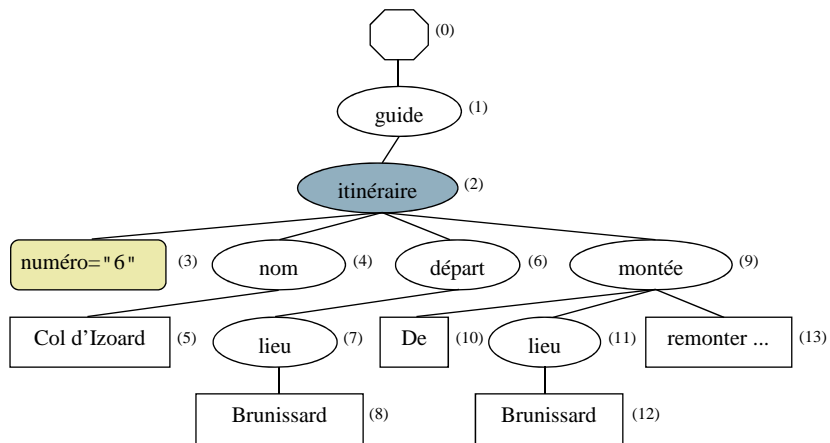 (0)
guide (1)
itinéraire (2)
numéro="6" (3) nom (4) départ (6) montée (9)
Col d'Izoard (5) lieu (7) De (10) lieu (11) remonter ... (13)
Brunissard (8) Brunissard (12)